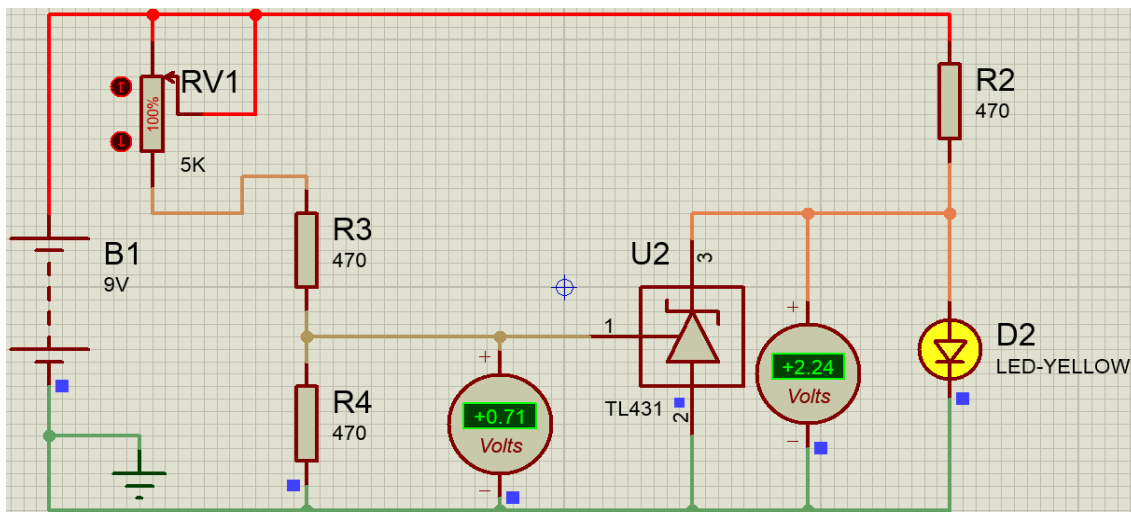 RV1
100%
5K
B1
9V
R3
470
R4
470
+
+0.71
Volts
−
U2
3
1
TL431
2
+
+2.24
Volts
−
R2
470
D2
LED-YELLOW